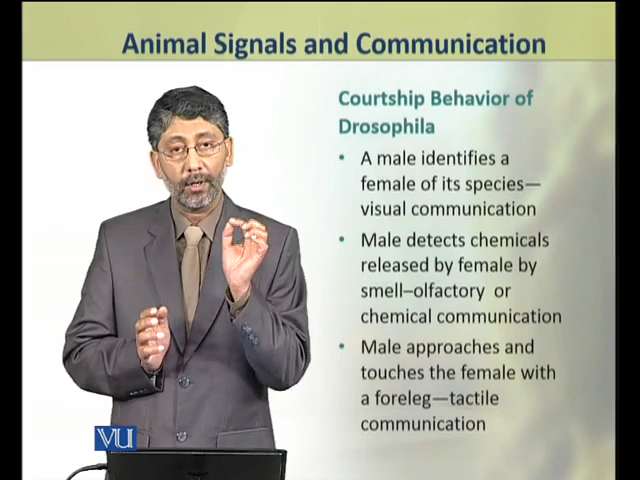 Animal Signals and Communication
Courtship Behavior of
Drosophila
• A male identifies a
female of its species—
visual communication
• Male detects chemicals
released by female by
smell–olfactory or
chemical communication
• Male approaches and
touches the female with
a foreleg—tactile
communication
VU